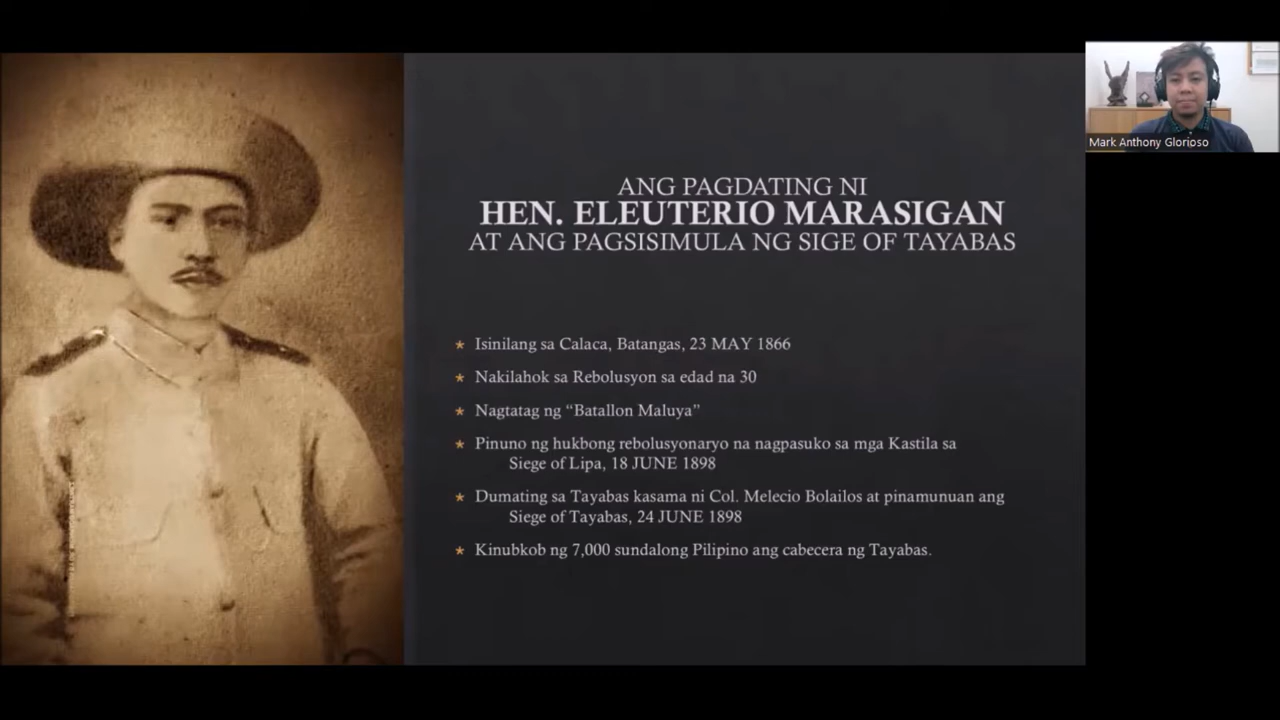 ANG PAGDATING NI
HEN. ELEUTERIO MARASIGAN
AT ANG PAGSISIMULA NG SIGE OF TAYABAS
* Isinilang sa Calaca, Batangas, 23 MAY 1866
* Nakilahok sa Rebolusyon sa edad na 30
* Nagtatag ng “Batallon Maluya”
* Pinuno ng hukbong rebolusyonaryo na nagpasuko sa mga Kastila sa
Siege of Lipa, 18 JUNE 1898
* Dumating sa Tayabas kasama ni Col. Melecio Bolailos at pinamunuan ang
Siege of Tayabas, 24 JUNE 1898
* Kinubkob ng 7,000 sundalong Pilipino ang cabecera ng Tayabas.
Mark Anthony Glorioso